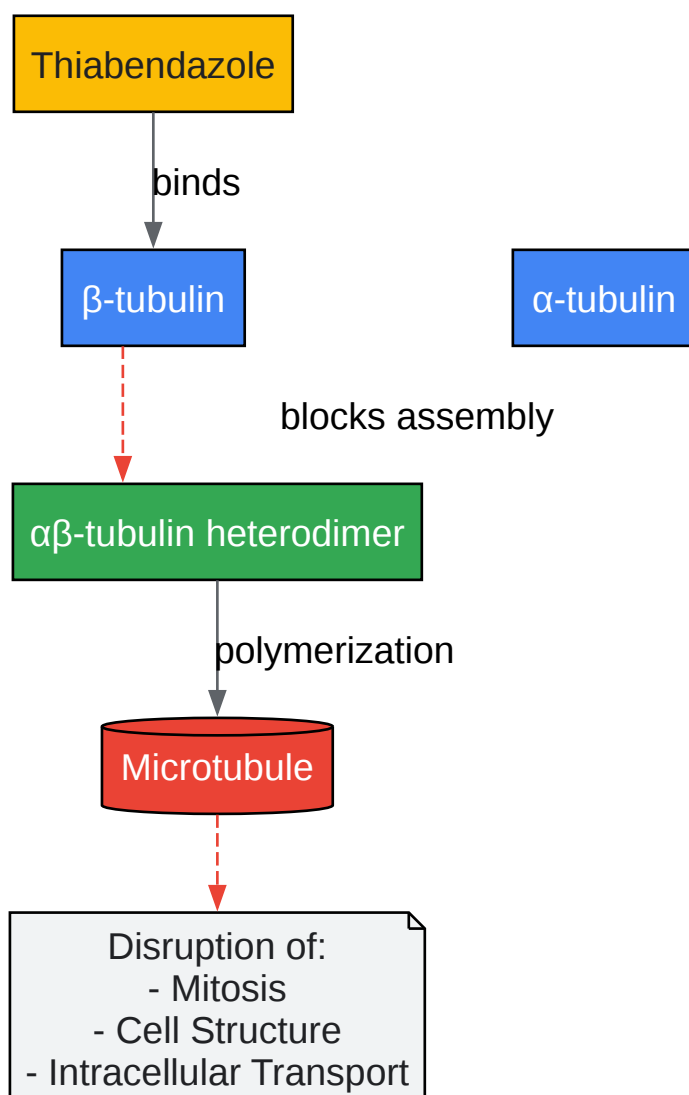 Thiabendazole
binds
β-tubulin
α-tubulin
blocks assembly
αβ-tubulin heterodimer
polymerization
Microtubule
Disruption of:
- Mitosis
- Cell Structure
- Intracellular Transport